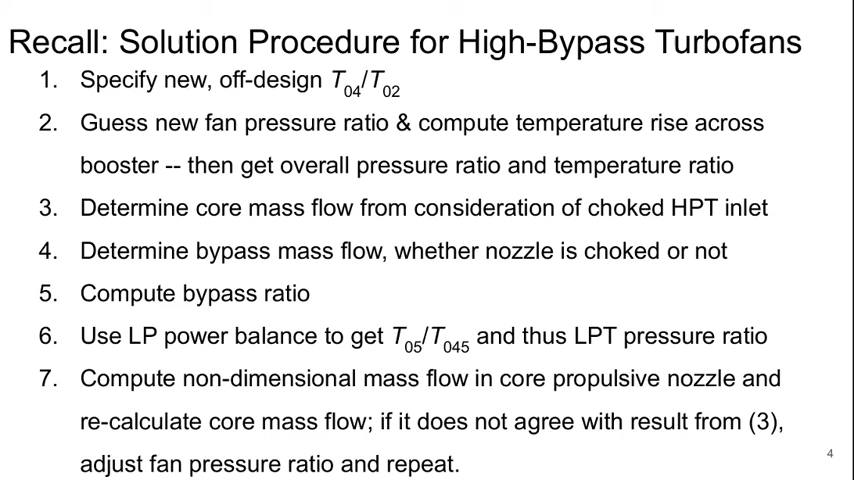 Recall: Solution Procedure for High-Bypass Turbofans
1. Specify new, off-design T04/T02
2. Guess new fan pressure ratio & compute temperature rise across
booster -- then get overall pressure ratio and temperature ratio
3. Determine core mass flow from consideration of choked HPT inlet
4. Determine bypass mass flow, whether nozzle is choked or not
5. Compute bypass ratio
6. Use LP power balance to get T05/T045 and thus LPT pressure ratio
7. Compute non-dimensional mass flow in core propulsive nozzle and
re-calculate core mass flow; if it does not agree with result from (3),
adjust fan pressure ratio and repeat.
4